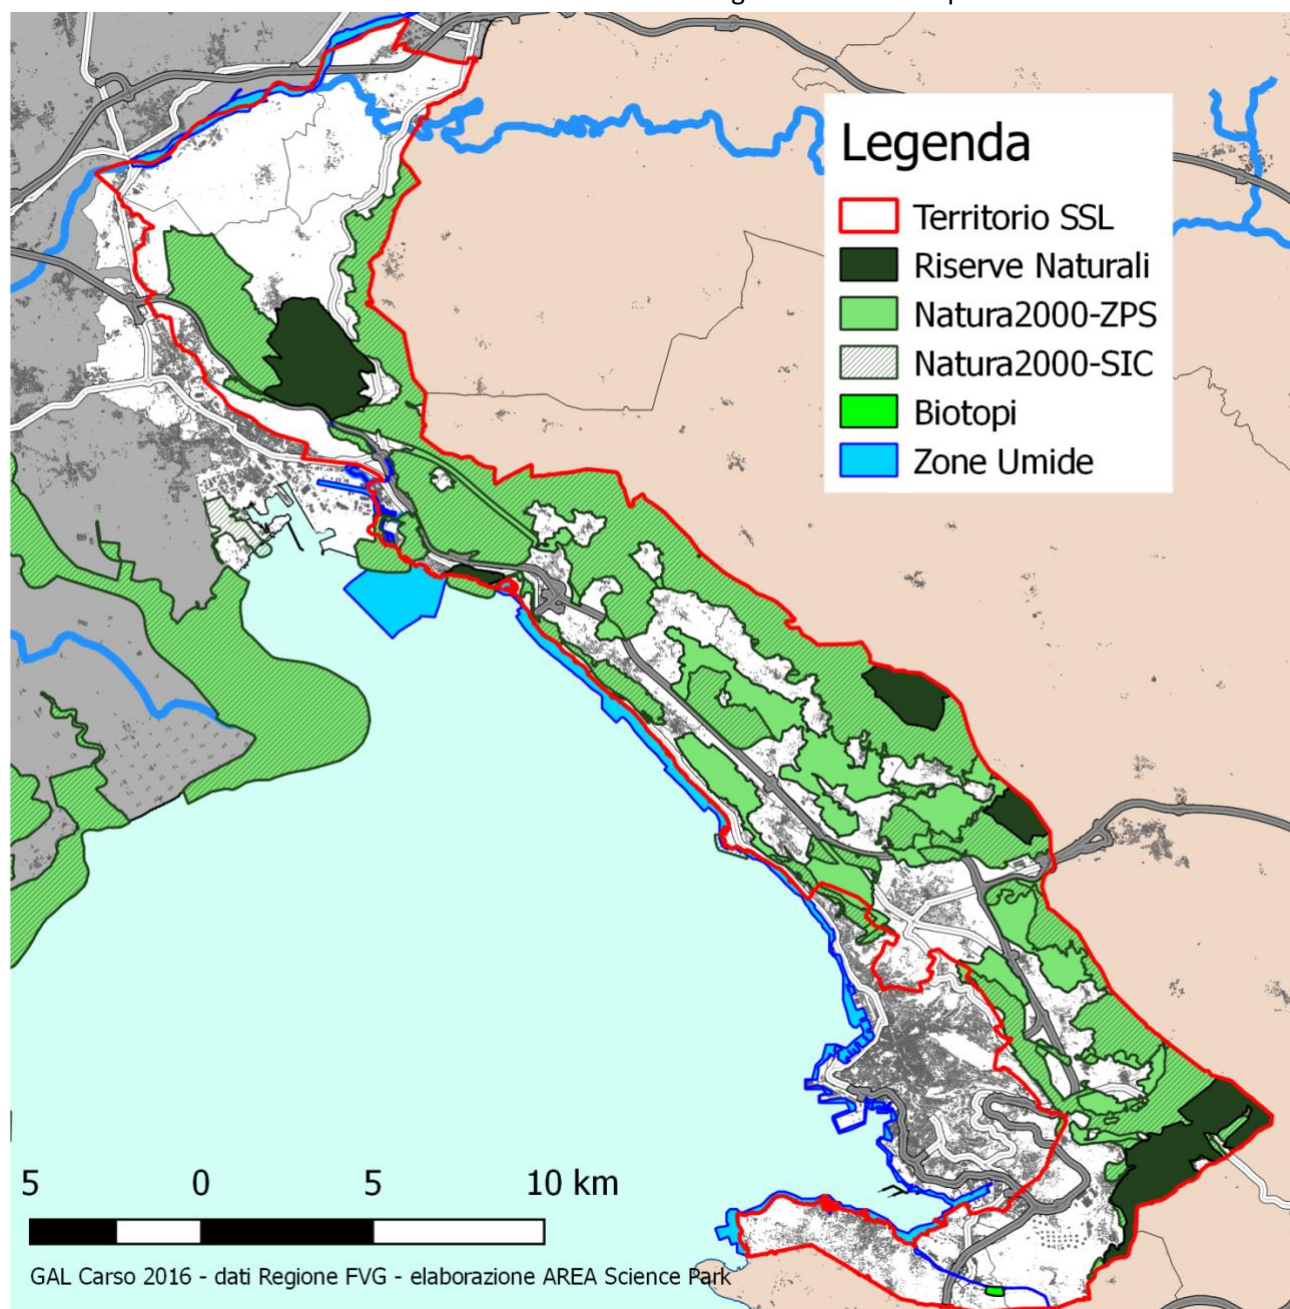 Legenda
Territorio SSL
Riserve Naturali
Natura2000-ZPS
Natura2000-SIC
Biotopi
Zone Umide
5 0 5 10 km
GAL Carso 2016 - dati Regione FVG - elaborazione AREA Science Park